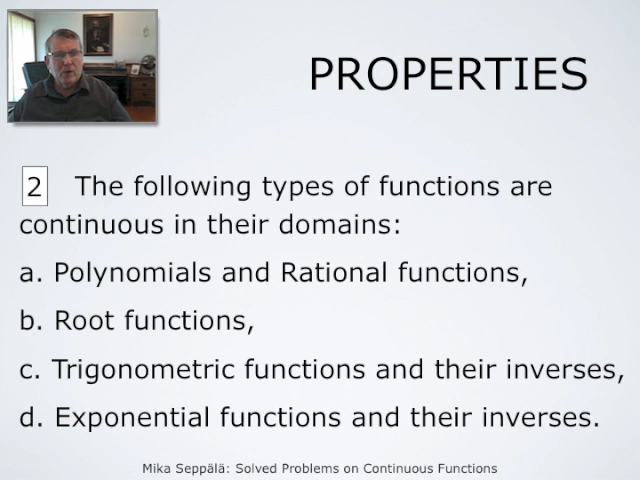 PROPERTIES
2 The following types of functions are
continuous in their domains:
a. Polynomials and Rational functions,
b. Root functions,
c. Trigonometric functions and their inverses,
d. Exponential functions and their inverses.
Mika Seppälä: Solved Problems on Continuous Functions